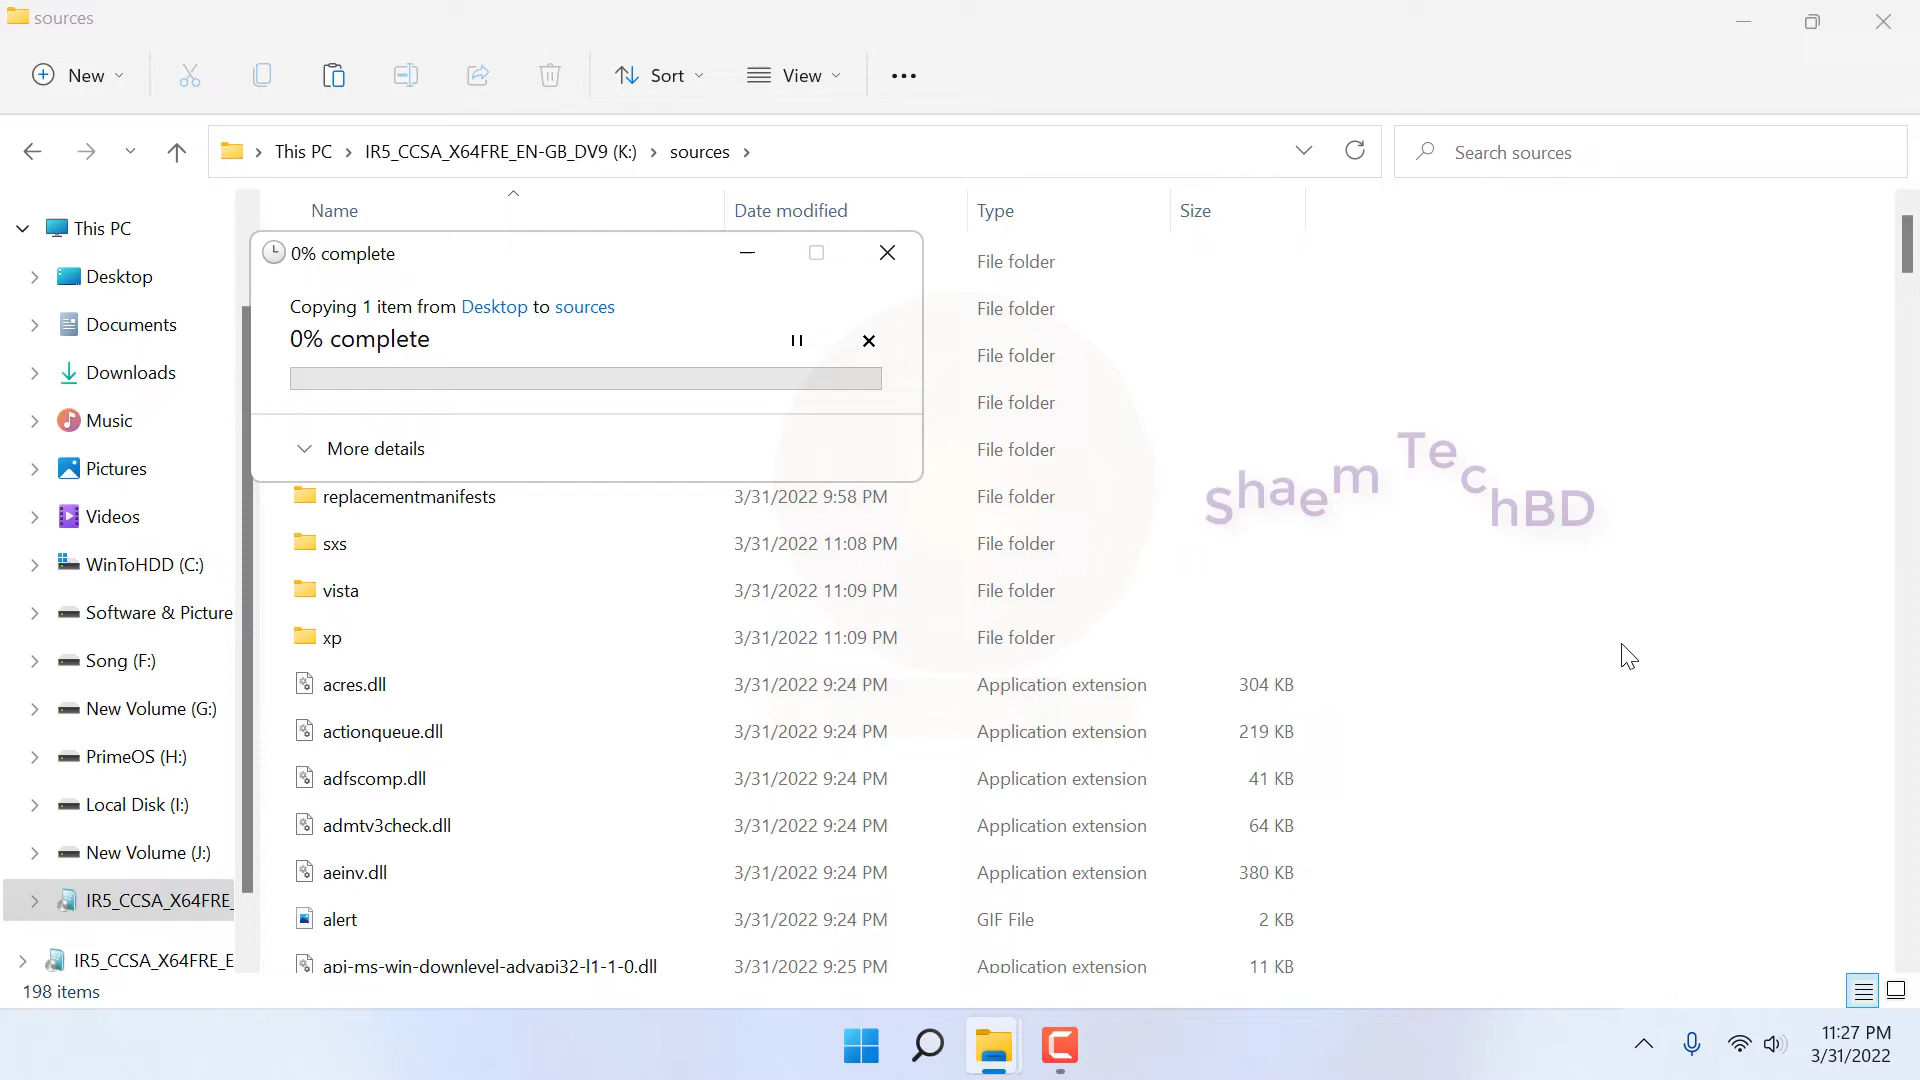 sources
New Sort View
This PC IR5_CCSA_X64FRE_EN-GB_DV9 (K:) sources
Search sources
Name Date modified Type Size
This PC
Desktop
Documents
Downloads
Music
Pictures
Videos
WinToHDD (C:)
Software & Picture
Song (F:)
New Volume (G:)
PrimeOS (H:)
Local Disk (I:)
New Volume (J:)
IR5_CCSA_X64FRE_
IR5_CCSA_X64FRE_E
0% complete
Copying 1 item from Desktop to sources
0% complete
More details
File folder
File folder
File folder
File folder
File folder
replacementmanifests 3/31/2022 9:58 PM File folder
sxs 3/31/2022 11:08 PM File folder
vista 3/31/2022 11:09 PM File folder
xp 3/31/2022 11:09 PM File folder
acres.dll 3/31/2022 9:24 PM Application extension 304 KB
actionqueue.dll 3/31/2022 9:24 PM Application extension 219 KB
adfscomp.dll 3/31/2022 9:24 PM Application extension 41 KB
admtv3check.dll 3/31/2022 9:24 PM Application extension 64 KB
aeinv.dll 3/31/2022 9:24 PM Application extension 380 KB
alert 3/31/2022 9:24 PM GIF File 2 KB
api-ms-win-downlevel-advapi32-l1-1-0.dll 3/31/2022 9:25 PM Application extension 11 KB
Shaem TechBD
198 items
11:27 PM
3/31/2022